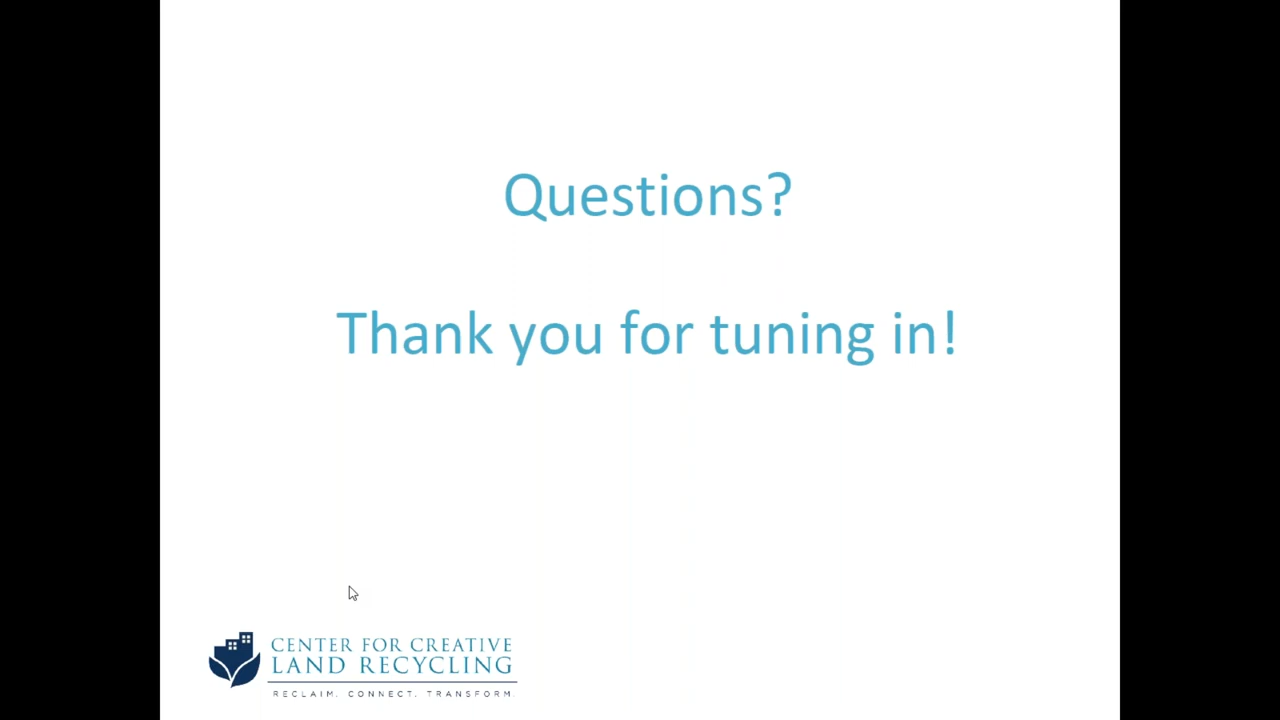 Questions?
Thank you for tuning in!
CENTER FOR CREATIVE
LAND RECYCLING
RECLAIM. CONNECT. TRANSFORM.